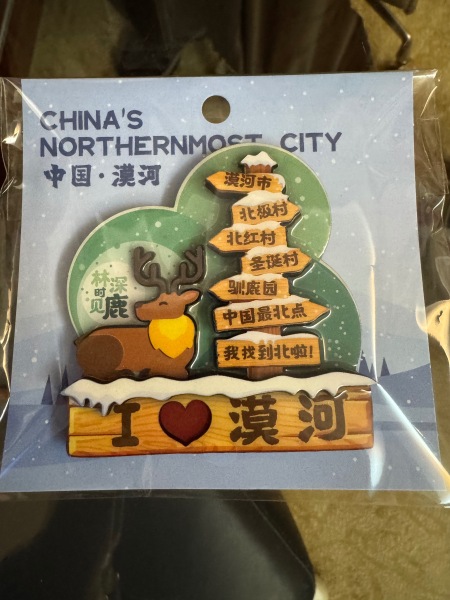 CHINA'S
NORTHERNMOST CITY
中国·漠河
漠河市
北极村
北红村
圣诞村
驯鹿园
中国最北点
我找到北啦!
林深
时见鹿
I ❤ 漠河